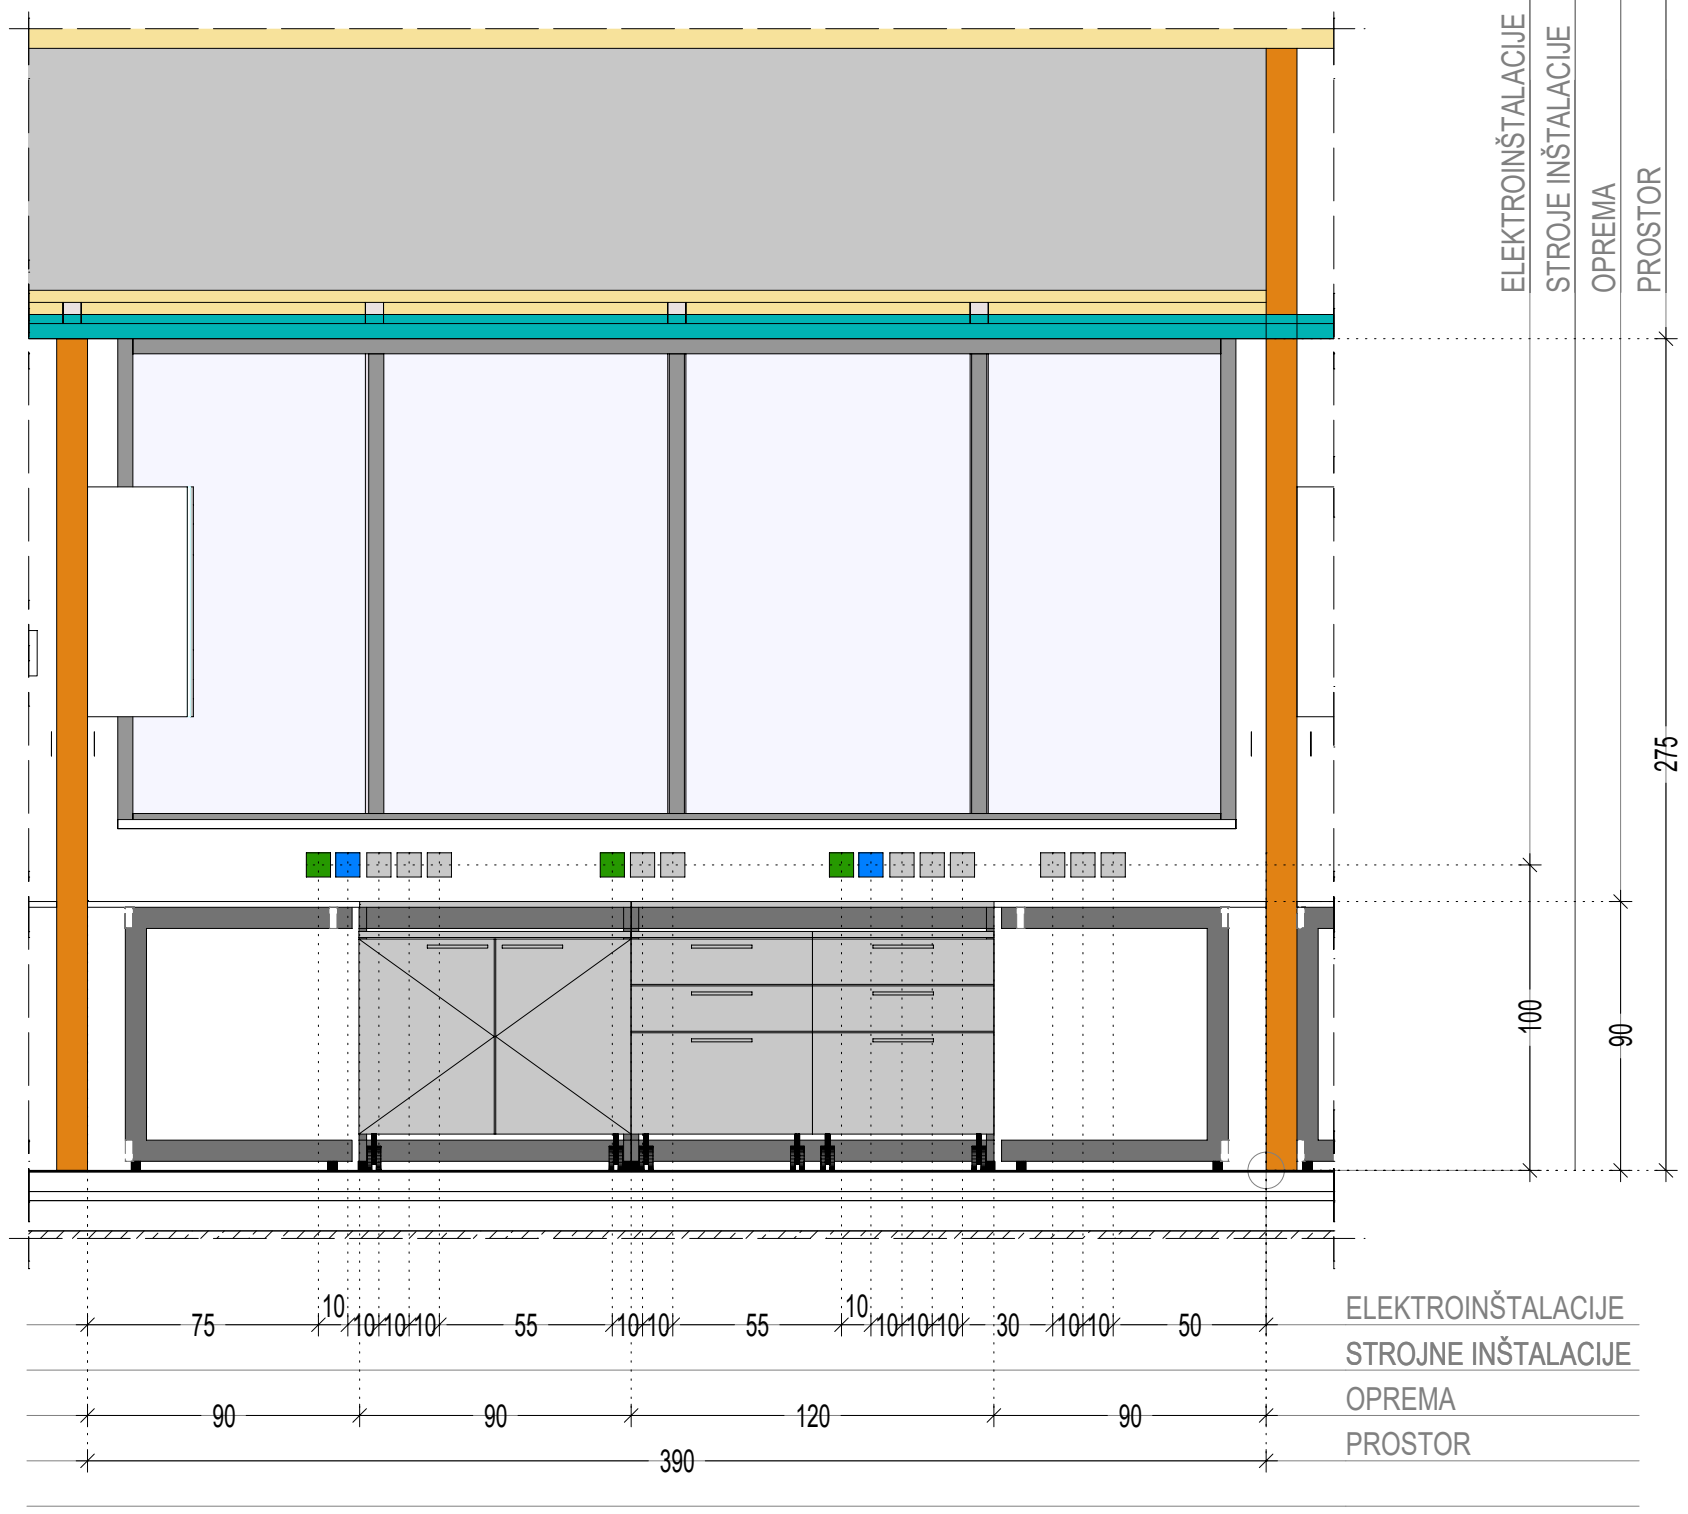 ELEKTROINŠTALACIJE
STROJE INŠTALACIJE
OPREMA
PROSTOR
275
100
90
75 10 10 10 10 55 10 10 55 10 10 10 10 30 10 10 50 ELEKTROINŠTALACIJE
STROJNE INŠTALACIJE
90 90 120 90 OPREMA
390 PROSTOR